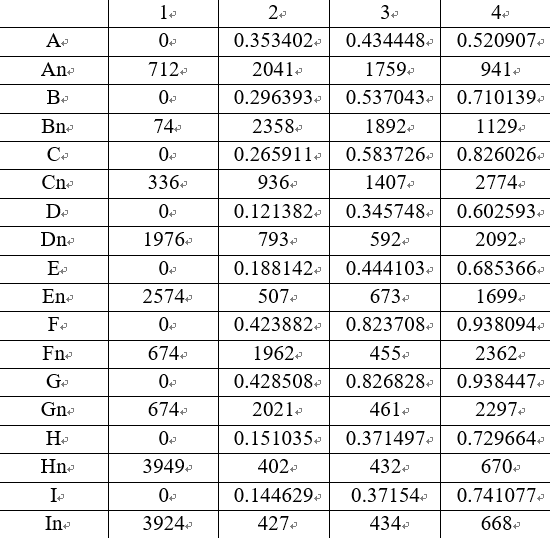 1 2 3 4
A 0 0.353402 0.434448 0.520907
An 712 2041 1759 941
B 0 0.296393 0.537043 0.710139
Bn 74 2358 1892 1129
C 0 0.265911 0.583726 0.826026
Cn 336 936 1407 2774
D 0 0.121382 0.345748 0.602593
Dn 1976 793 592 2092
E 0 0.188142 0.444103 0.685366
En 2574 507 673 1699
F 0 0.423882 0.823708 0.938094
Fn 674 1962 455 2362
G 0 0.428508 0.826828 0.938447
Gn 674 2021 461 2297
H 0 0.151035 0.371497 0.729664
Hn 3949 402 432 670
I 0 0.144629 0.37154 0.741077
In 3924 427 434 668